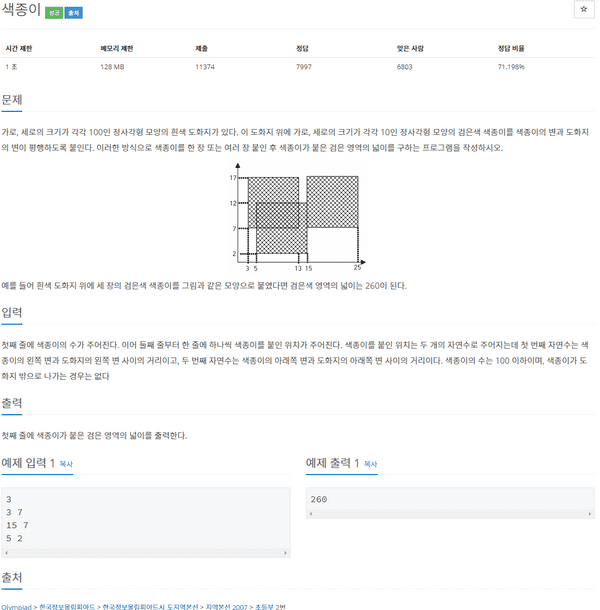 색종이 성공 출처
☆
시간 제한 메모리 제한 제출 정답 맞은 사람 정답 비율
1 초 128 MB 11374 7997 6803 71.198%
문제
가로, 세로의 크기가 각각 100인 정사각형 모양의 흰색 도화지가 있다. 이 도화지 위에 가로, 세로의 크기가 각각 10인 정사각형 모양의 검은색 색종이를 색종이의 변과 도화지
의 변이 평행하도록 붙인다. 이러한 방식으로 색종이를 한 장 또는 여러 장 붙인 후 색종이가 붙은 검은 영역의 넓이를 구하는 프로그램을 작성하시오.
17
12
7
2
3 5 13 15 25
예를 들어 흰색 도화지 위에 세 장의 검은색 색종이를 그림과 같은 모양으로 붙였다면 검은색 영역의 넓이는 260이 된다.
입력
첫째 줄에 색종이의 수가 주어진다. 이어 둘째 줄부터 한 줄에 하나씩 색종이를 붙인 위치가 주어진다. 색종이를 붙인 위치는 두 개의 자연수로 주어지는데 첫 번째 자연수는 색
종이의 왼쪽 변과 도화지의 왼쪽 변 사이의 거리이고, 두 번째 자연수는 색종이의 아래쪽 변과 도화지의 아래쪽 변 사이의 거리이다. 색종이의 수는 100 이하이며, 색종이가 도
화지 밖으로 나가는 경우는 없다
출력
첫째 줄에 색종이가 붙은 검은 영역의 넓이를 출력한다.
예제 입력 1 복사
3
3 7
15 7
5 2
예제 출력 1 복사
260
출처
Olympiad > 한국정보올림피아드 > 한국정보올림피아드시.도지역본선 > 지역본선 2007 > 초등부 2번